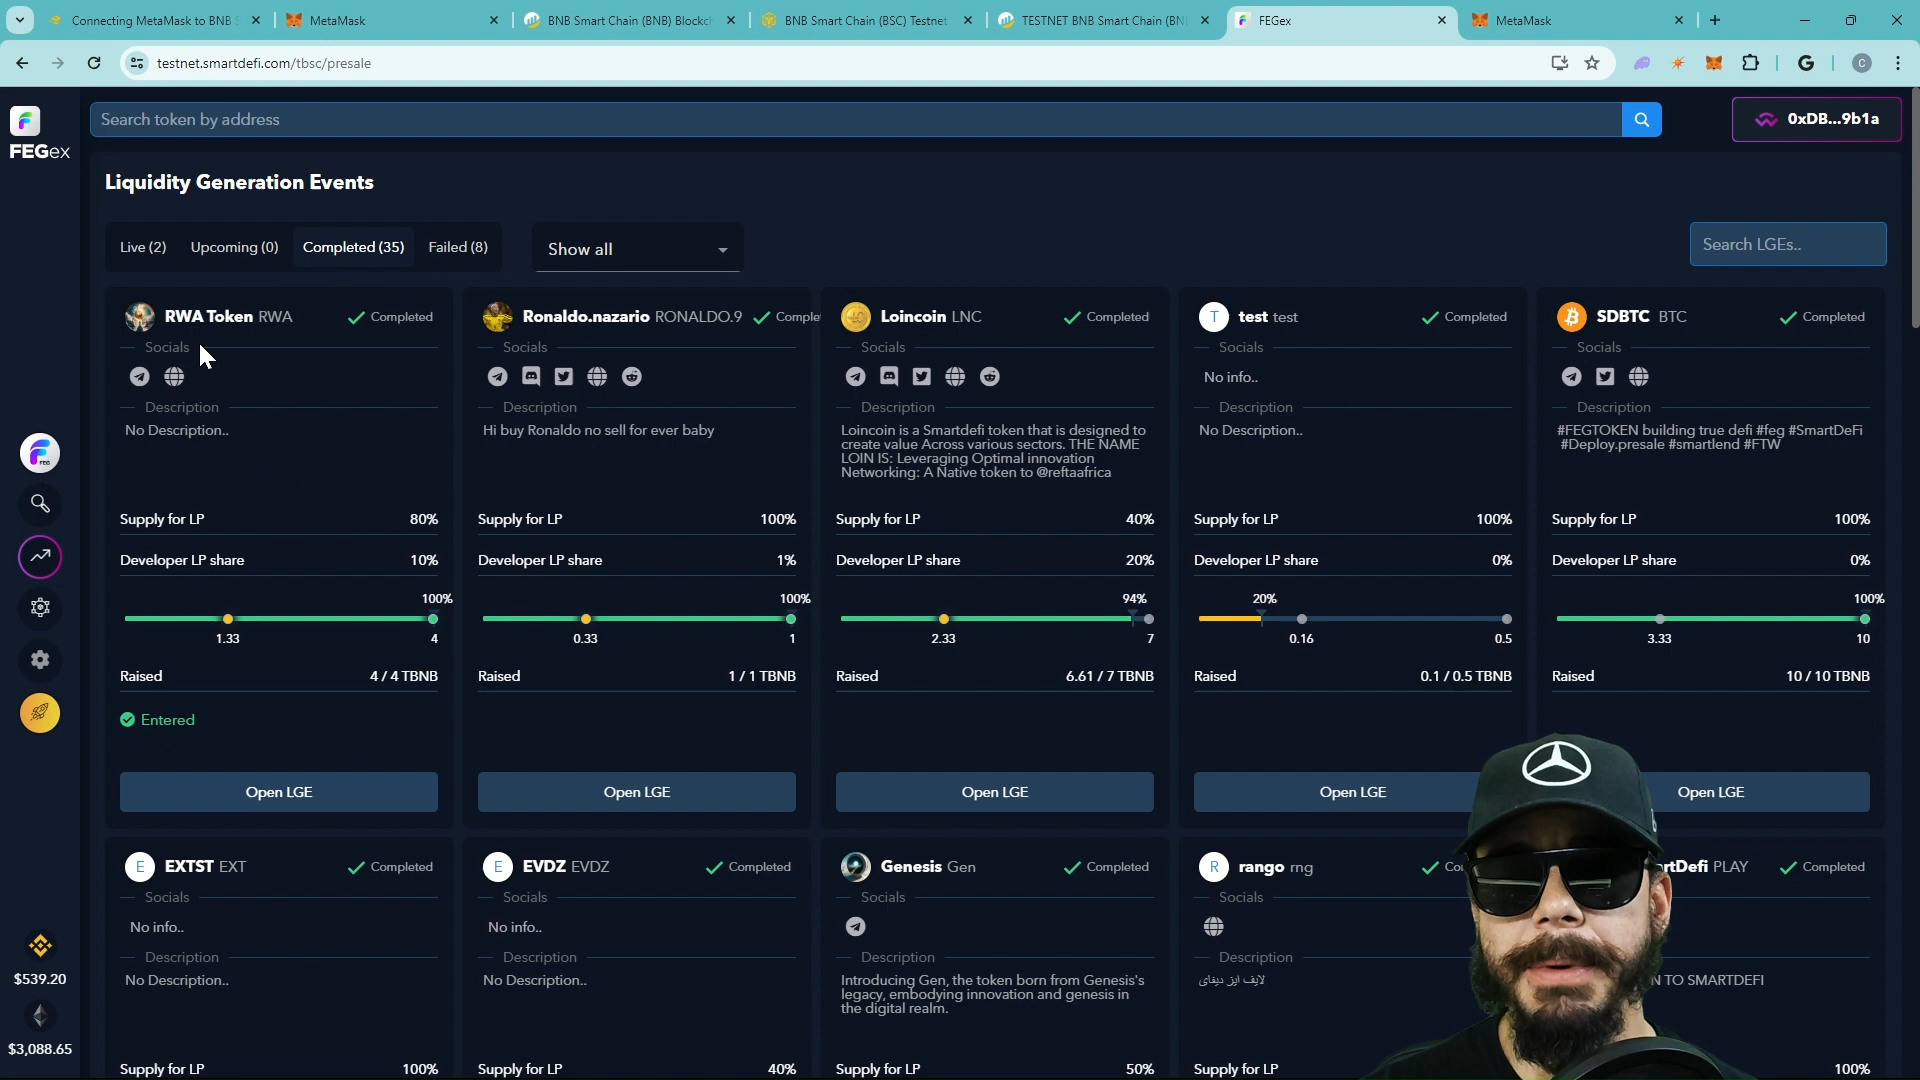 Connecting MetaMask to BNB S
MetaMask
BNB Smart Chain (BNB) Blockch
BNB Smart Chain (BSC) Testnet
TESTNET BNB Smart Chain (BN
FEGex
MetaMask
testnet.smartdefi.com/tbsc/presale
G
C
FEGex
Search token by address
0xDB...9b1a
Liquidity Generation Events
Live (2)
Upcoming (0)
Completed (35)
Failed (8)
Show all
Search LGEs..
RWA Token RWA
Completed
Socials
Description
No Description..
Supply for LP 80%
Developer LP share 10%
100%
1.33 4
Raised 4 / 4 TBNB
Entered
Open LGE
Ronaldo.nazario RONALDO.9
Comple
Socials
Description
Hi buy Ronaldo no sell for ever baby
Supply for LP 100%
Developer LP share 1%
100%
0.33 1
Raised 1 / 1 TBNB
Open LGE
Loincoin LNC
Completed
Socials
Description
Loincoin is a Smartdefi token that is designed to
create value Across various sectors. THE NAME
LOIN IS: Leveraging Optimal innovation
Networking: A Native token to @reftaafrica
Supply for LP 40%
Developer LP share 20%
94%
2.33 7
Raised 6.61 / 7 TBNB
Open LGE
T
test test
Completed
Socials
No info..
Description
No Description..
Supply for LP 100%
Developer LP share 0%
20%
0.16 0.5
Raised 0.1 / 0.5 TBNB
Open LGE
SDBTC BTC
Completed
Socials
Description
#FEGTOKEN building true defi #feg #SmartDeFi
#Deploy.presale #smartlend #FTW
Supply for LP 100%
Developer LP share 0%
100%
3.33 10
Raised 10 / 10 TBNB
Open LGE
FEG
$539.20
$3,088.65
E
EXTST EXT
Completed
Socials
No info..
Description
No Description..
Supply for LP 100%
E
EVDZ EVDZ
Completed
Socials
No info..
Description
No Description..
Supply for LP 40%
Genesis Gen
Completed
Socials
Description
Introducing Gen, the token born from Genesis's
legacy, embodying innovation and genesis in
the digital realm.
Supply for LP 50%
R
rango rng
Co
Socials
Description
لایف ایز دیفای
Supply for LP
rtDefi PLAY
Completed
N TO SMARTDEFI
100%